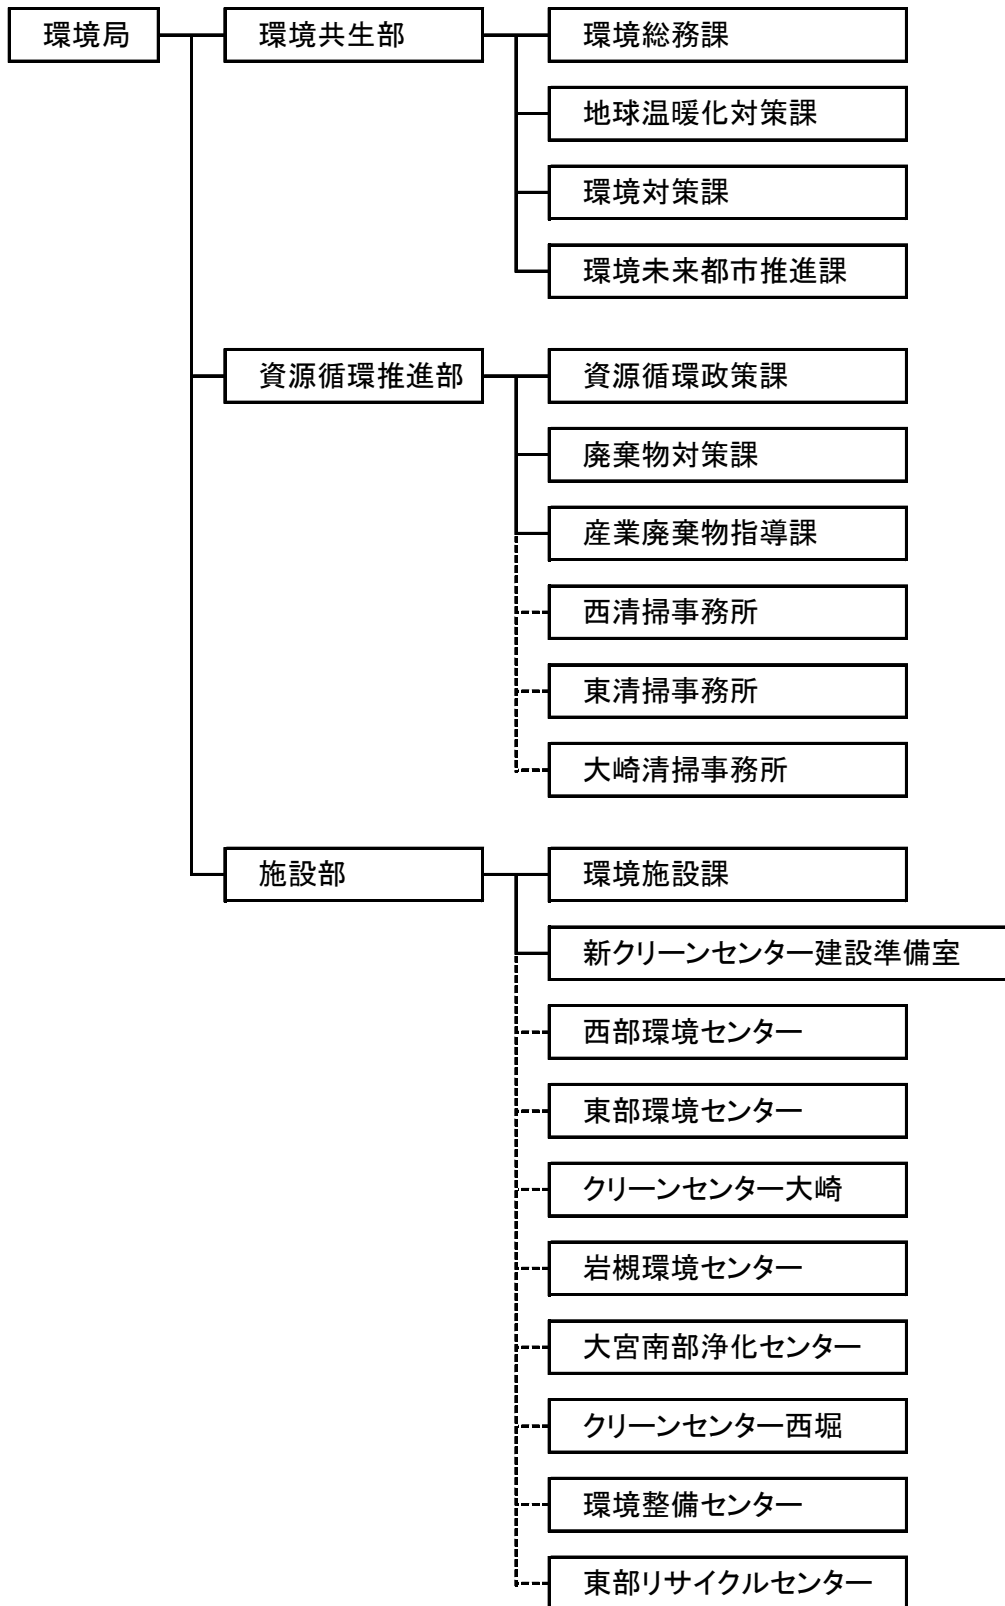 環境局
環境共生部
環境総務課
地球温暖化対策課
環境対策課
環境未来都市推進課
資源循環推進部
資源循環政策課
廃棄物対策課
産業廃棄物指導課
西清掃事務所
東清掃事務所
大崎清掃事務所
施設部
環境施設課
新クリーンセンター建設準備室
西部環境センター
東部環境センター
クリーンセンター大崎
岩槻環境センター
大宮南部浄化センター
クリーンセンター西堀
環境整備センター
東部リサイクルセンター